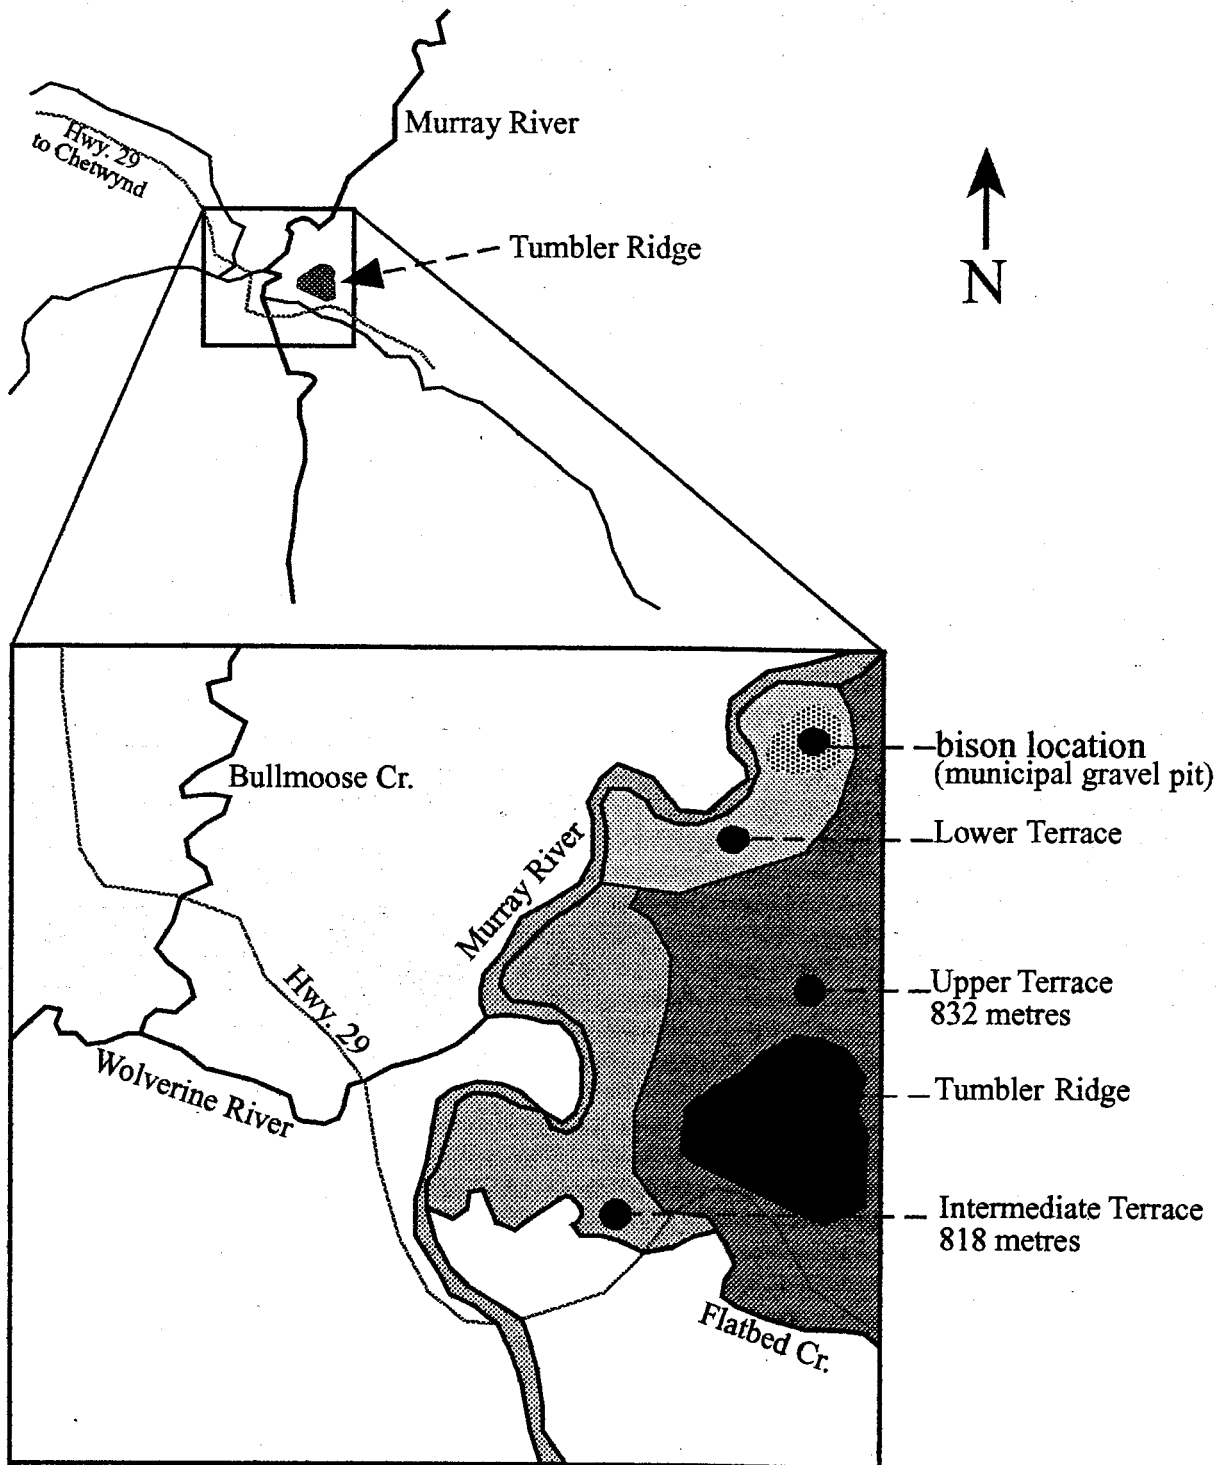 Murray River
Hwy. 29
to Chetwynd
Tumbler Ridge
N
Bullmoose Cr.
bison location
(municipal gravel pit)
Lower Terrace
Murray River
Upper Terrace
832 metres
Hwy. 29
Wolverine River
Tumbler Ridge
Intermediate Terrace
818 metres
Flatbed Cr.